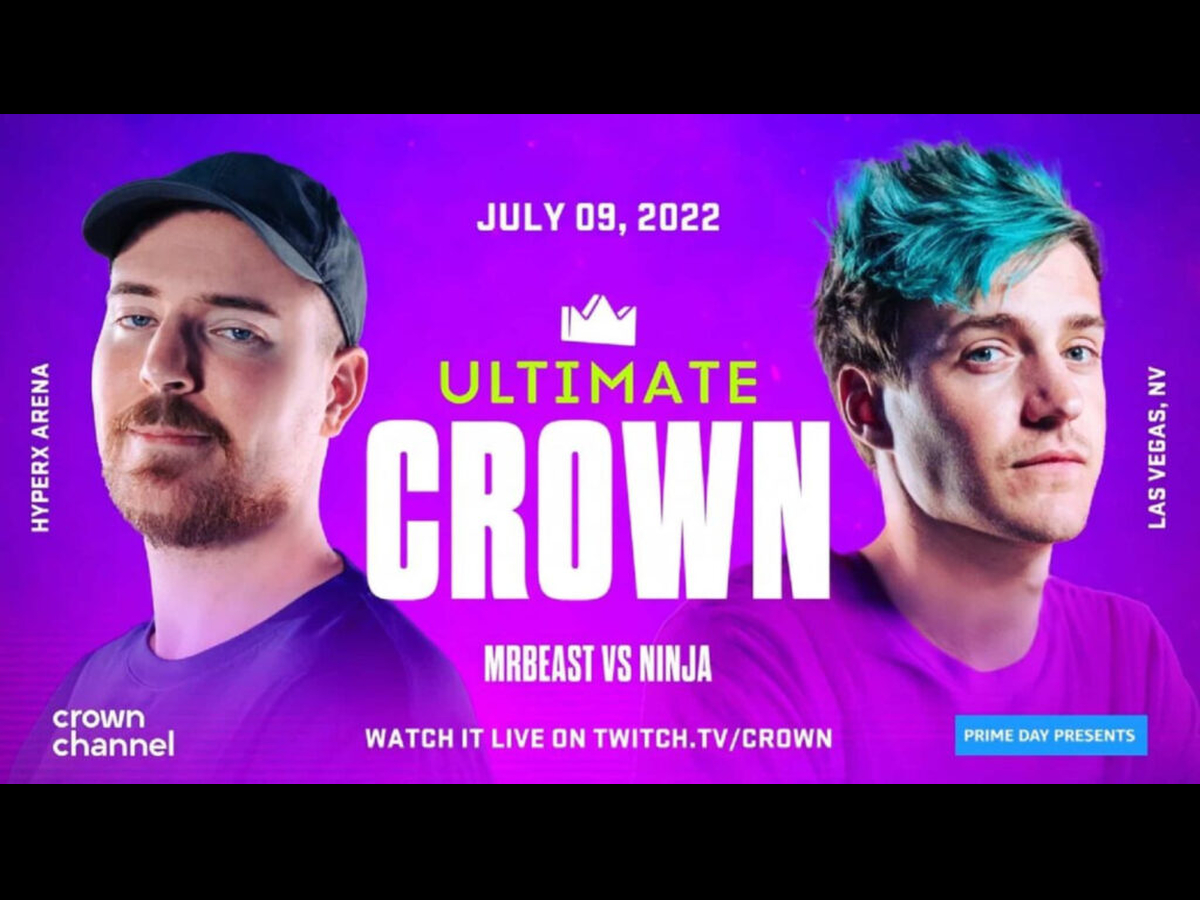 JULY 09, 2022
HYPERX ARENA
ULTIMATE
CROWN
LAS VEGAS, NV
MRBEAST VS NINJA
crown
channel
WATCH IT LIVE ON TWITCH.TV/CROWN
PRIME DAY PRESENTS